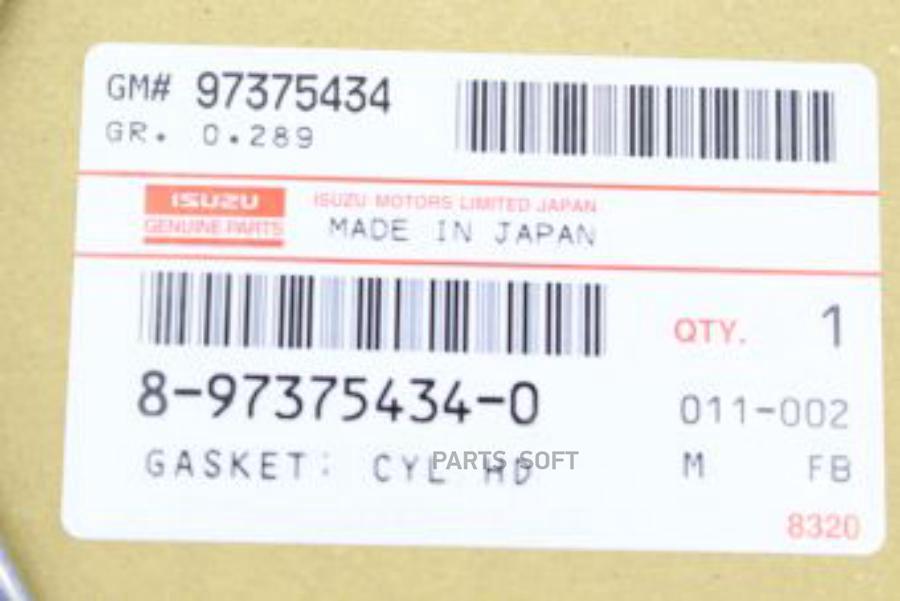 GM# 97375434
GR. 0.289
ISUZU
GENUINE PARTS
ISUZU MOTORS LIMITED JAPAN
MADE IN JAPAN
QTY. 1
8-97375434-0
011-002
GASKET: CYL HD
PARTS SOFT
M FB
8320